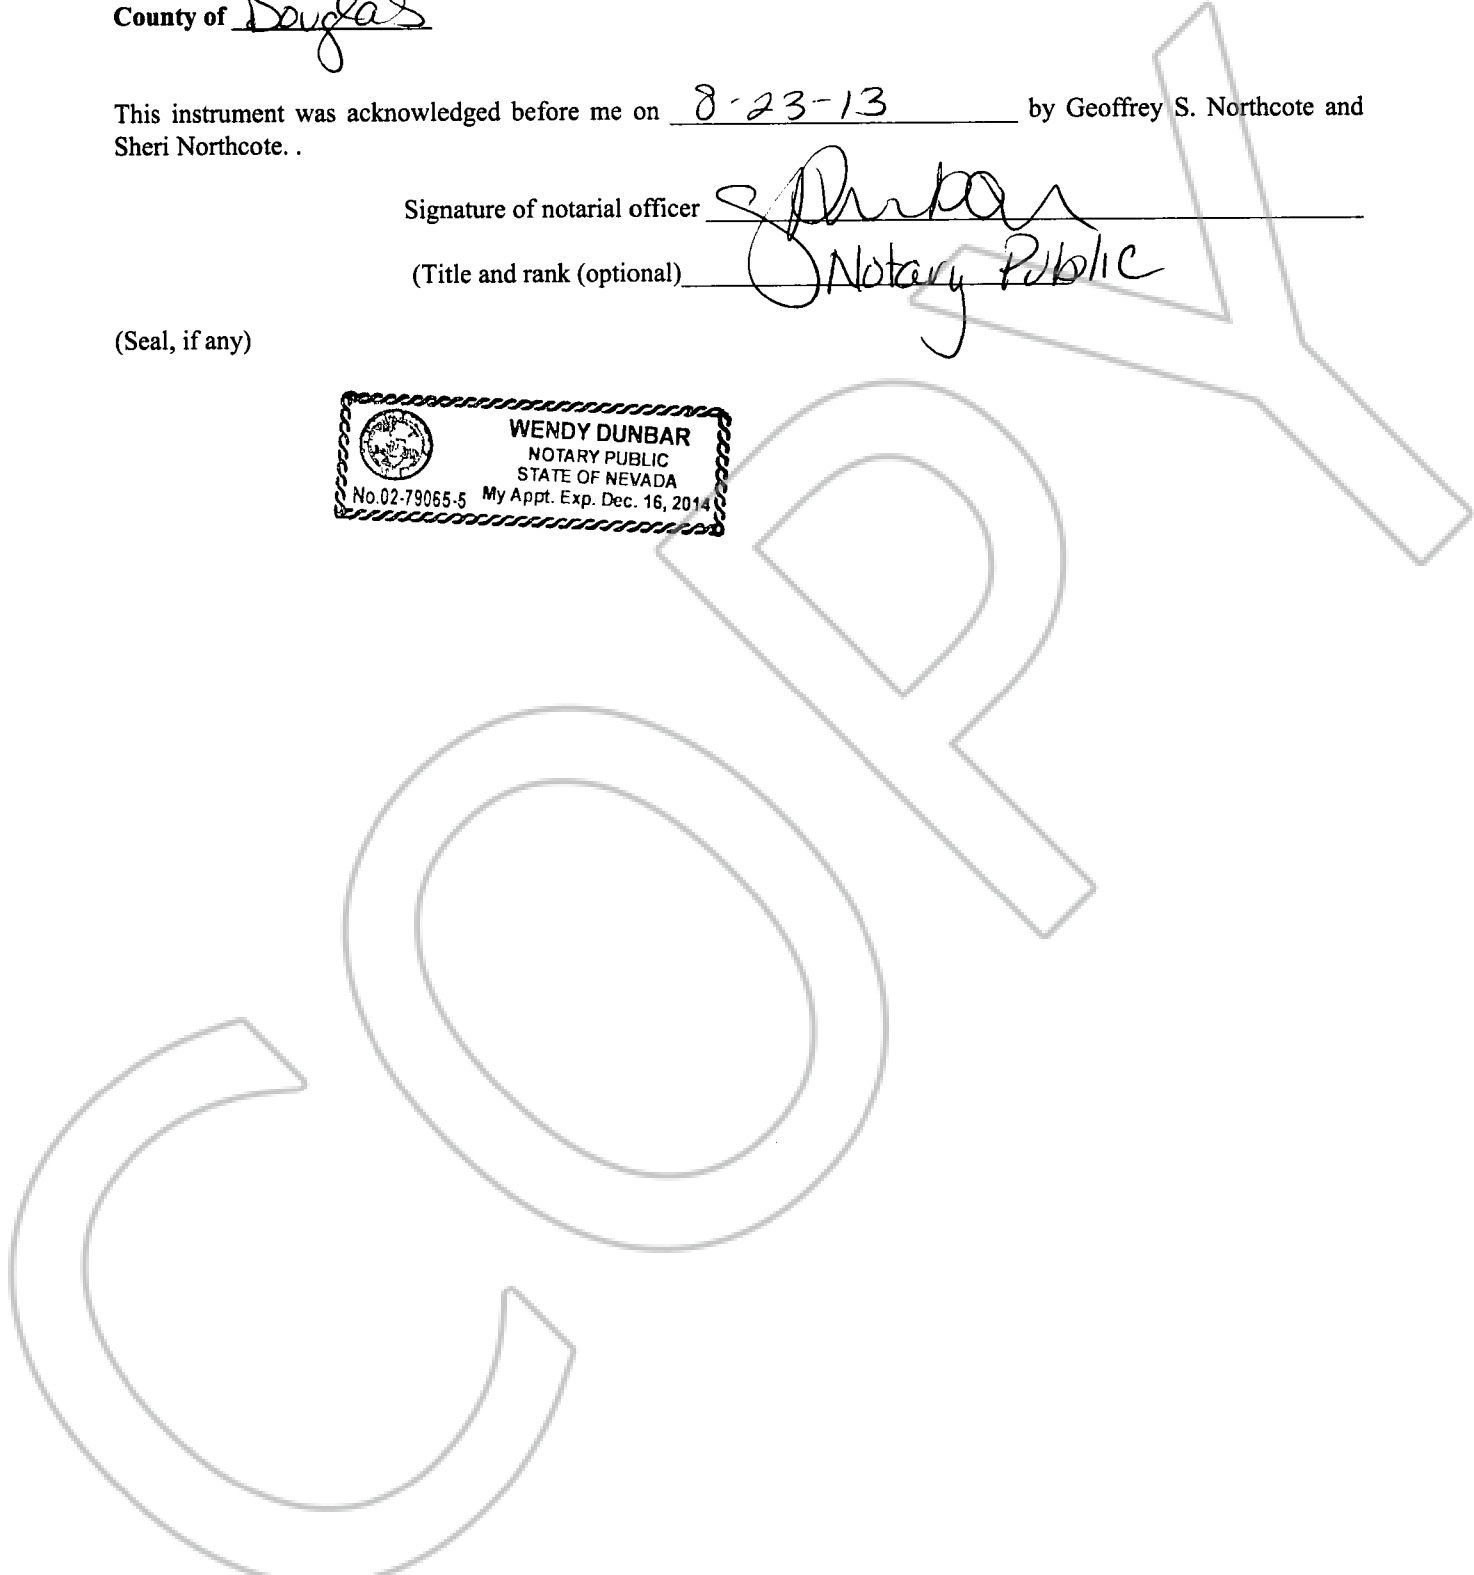 County of Douglas
This instrument was acknowledged before me on 8-23-13 by Geoffrey S. Northcote and
Sheri Northcote. .
Signature of notarial officer Dunbar
(Title and rank (optional) Notary Public
(Seal, if any)
WENDY DUNBAR
NOTARY PUBLIC
STATE OF NEVADA
No.02-79065-5 My Appt. Exp. Dec. 16, 2014
COPY